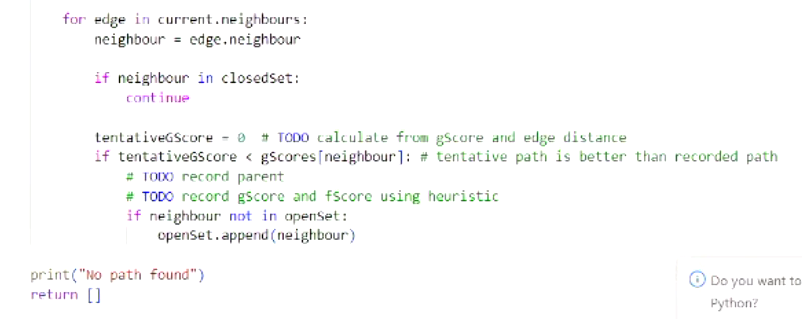 for edge in current.neighbours:
neighbour = edge.neighbour
if neighbour in closedSet:
continue
tentativeGScore = 0 # TODO calculate from gScore and edge distance
if tentativeGScore < gScores[neighbour]: # tentative path is better than recorded path
# TODO record parent
# TODO record gScore and fScore using heuristic
if neighbour not in openSet:
openSet.append(neighbour)
print("No path found")
return []
Do you want to
Python?